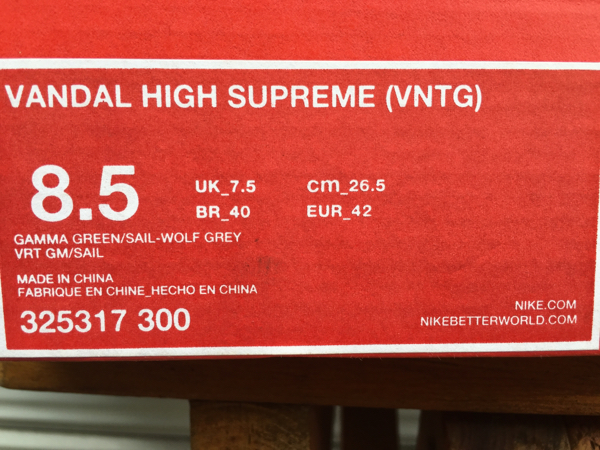 VANDAL HIGH SUPREME (VNTG)
8.5 UK_7.5 cm_26.5
BR_40 EUR_42
GAMMA GREEN/SAIL-WOLF GREY
VRT GM/SAIL
MADE IN CHINA
FABRIQUE EN CHINE_HECHO EN CHINA
325317 300
NIKE.COM
NIKEBETTERWORLD.COM